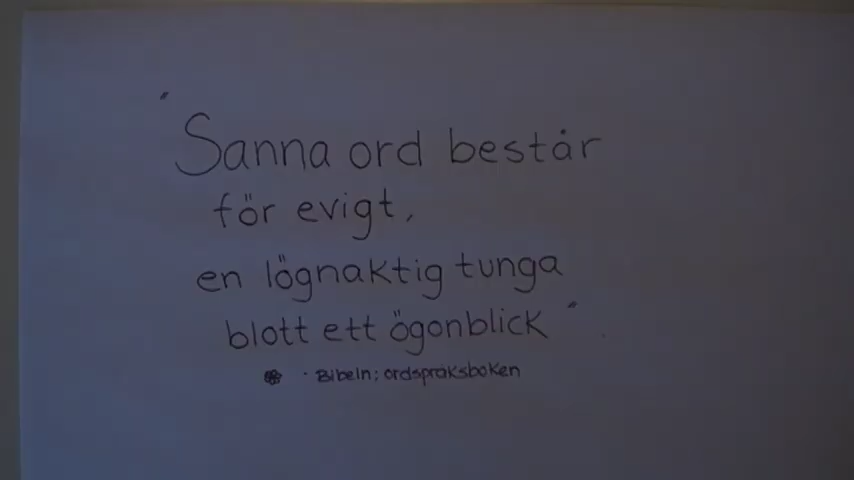 "Sanna ord består
för evigt,
en lögnaktig tunga
blott ett ögonblick"
· Bibeln; ordspråksboken